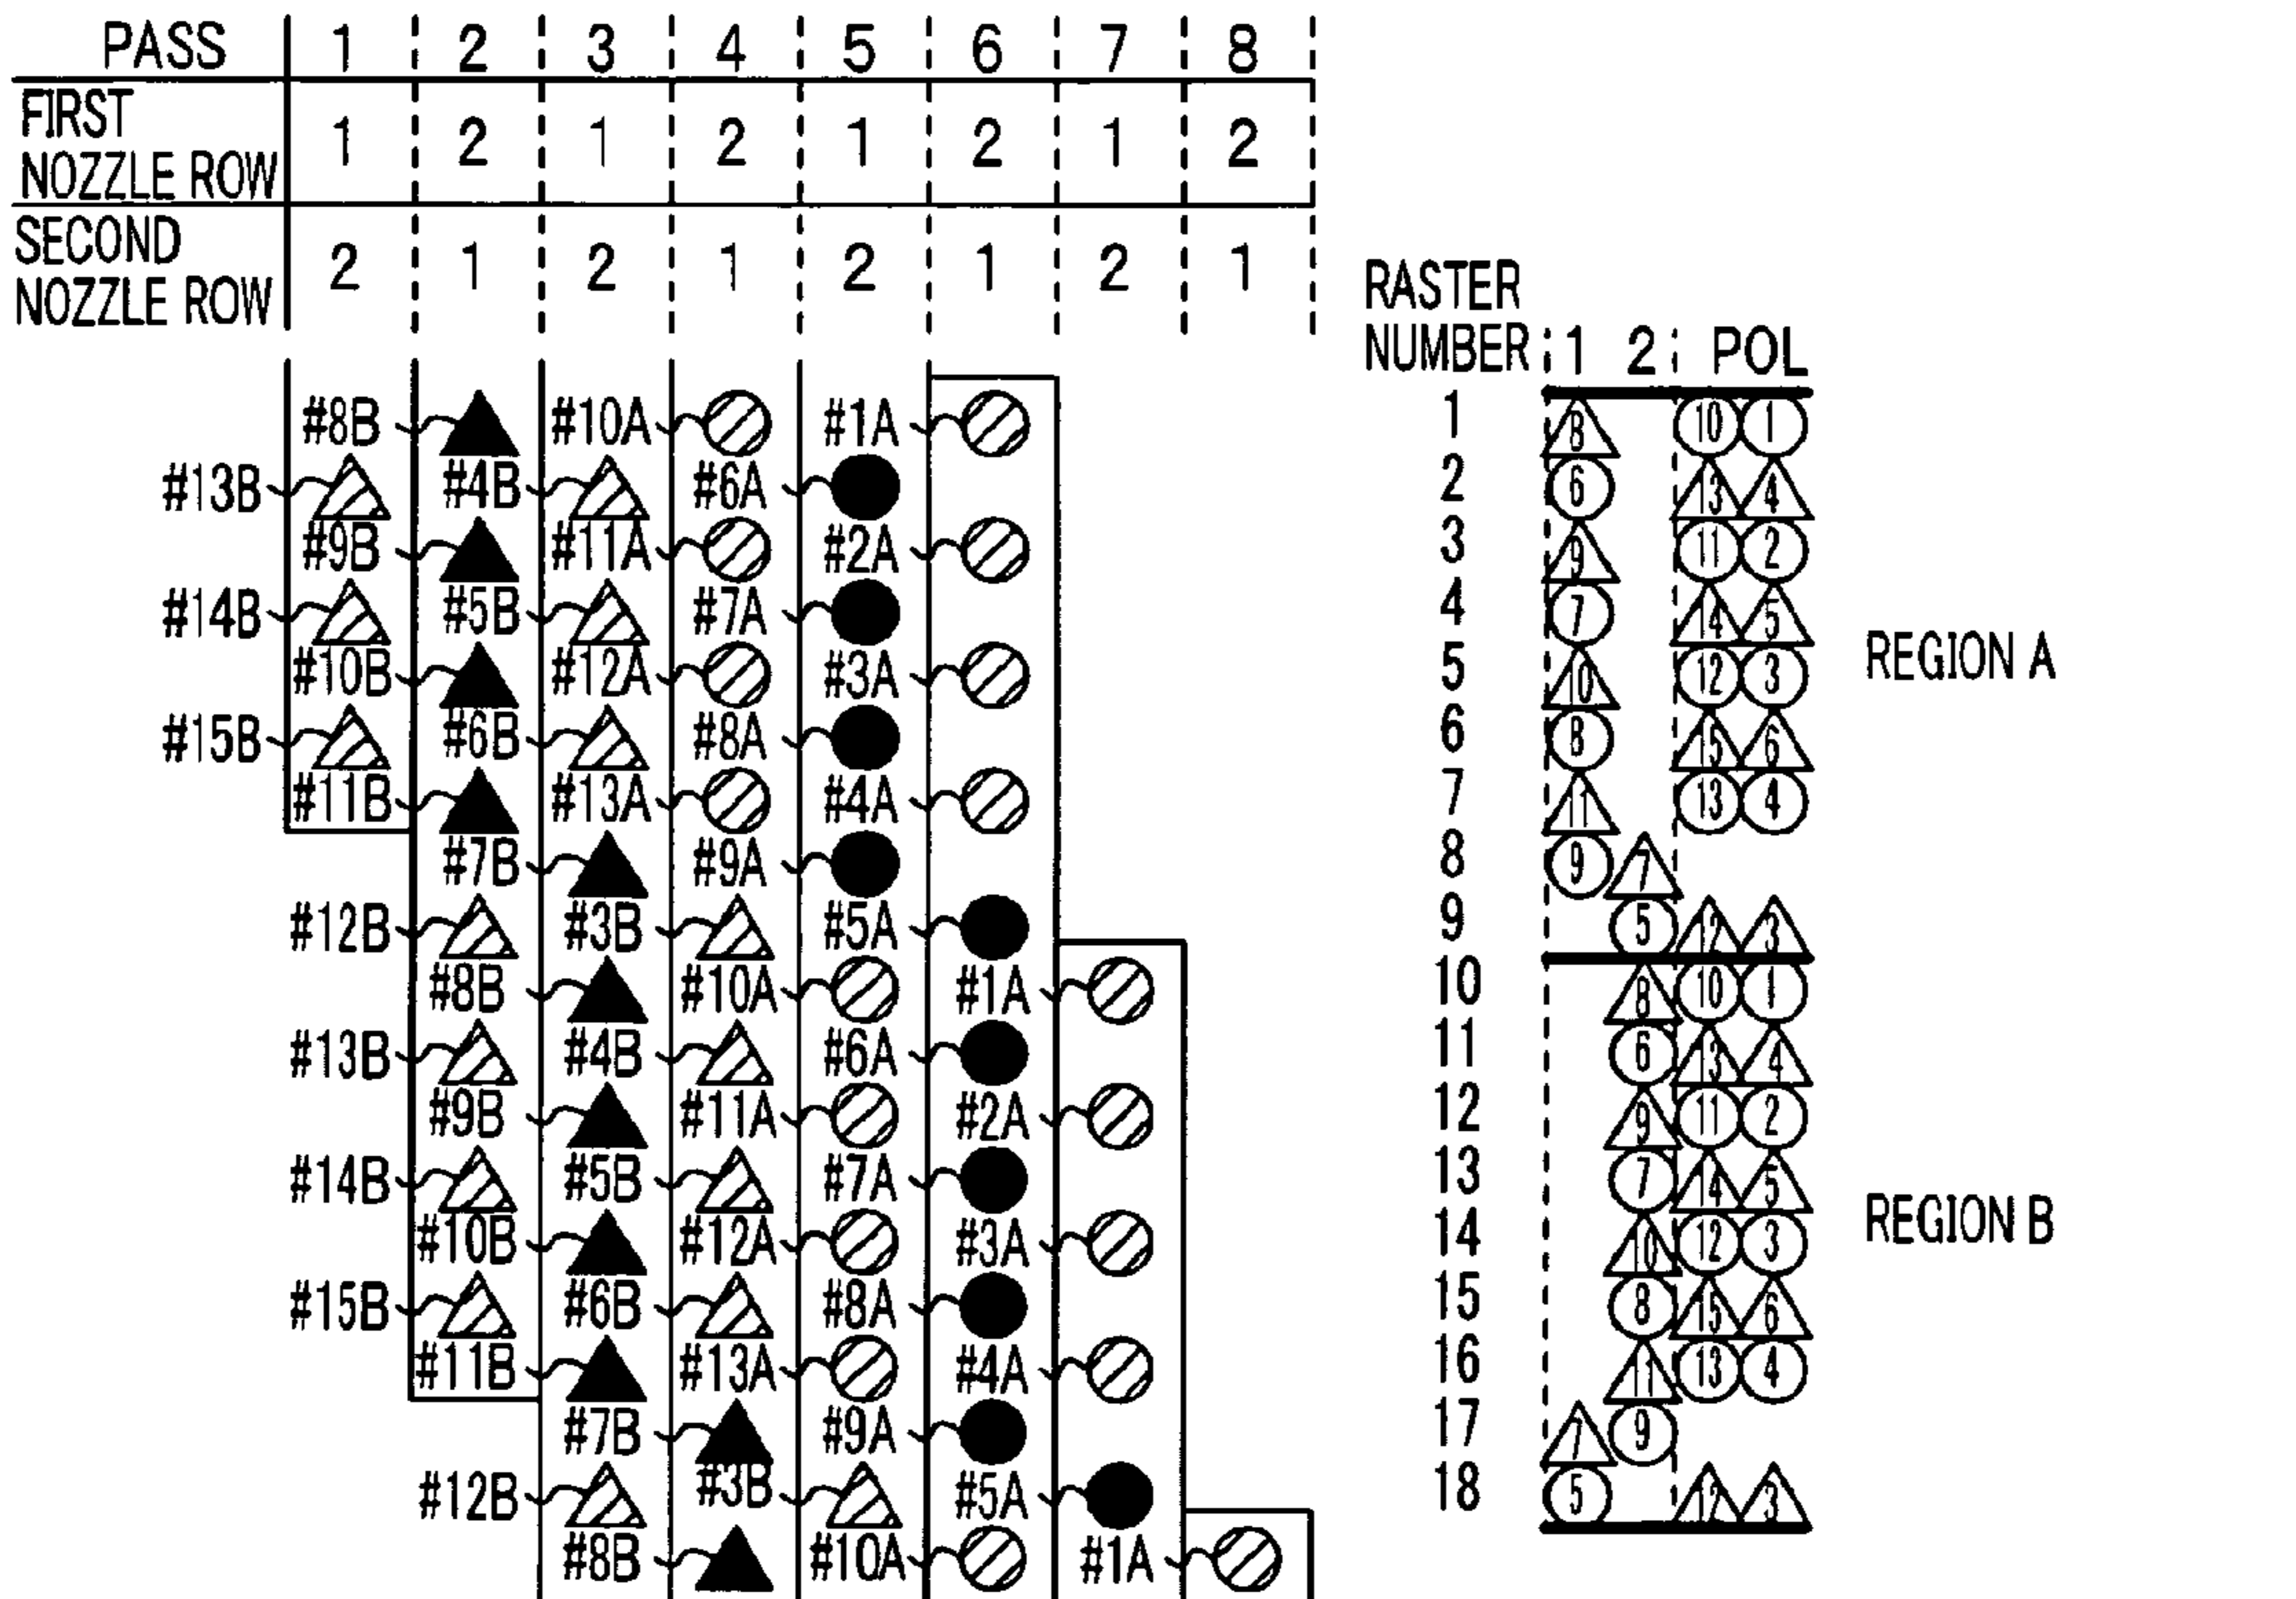 PASS 1 2 3 4 5 6 7 8
FIRST
NOZZLE ROW 1 2 1 2 1 2 1 2
SECOND
NOZZLE ROW 2 1 2 1 2 1 2 1
RASTER
NUMBER 1 2 POL
#8B #10A #1A 1 8 10 1
#13B #4B #6A 2 6 13 4
#9B #11A #2A 3 9 11 2
#14B #5B #7A 4 7 14 5
#10B #12A #3A 5 10 12 3
REGION A
#15B #6B #8A 6 8 15 6
#11B #13A #4A 7 11 13 4
#7B #9A 8 9 7
#12B #3B #5A 9 5 12 3
#8B #10A #1A 10 8 10 1
#13B #4B #6A 11 6 13 4
#9B #11A #2A 12 9 11 2
#14B #5B #7A 13 7 14 5
#10B #12A #3A 14 10 12 3
REGION B
#15B #6B #8A 15 8 15 6
#11B #13A #4A 16 11 13 4
#7B #9A 17 7 9
#12B #3B #5A 18 5 12 3
#8B #10A #1A